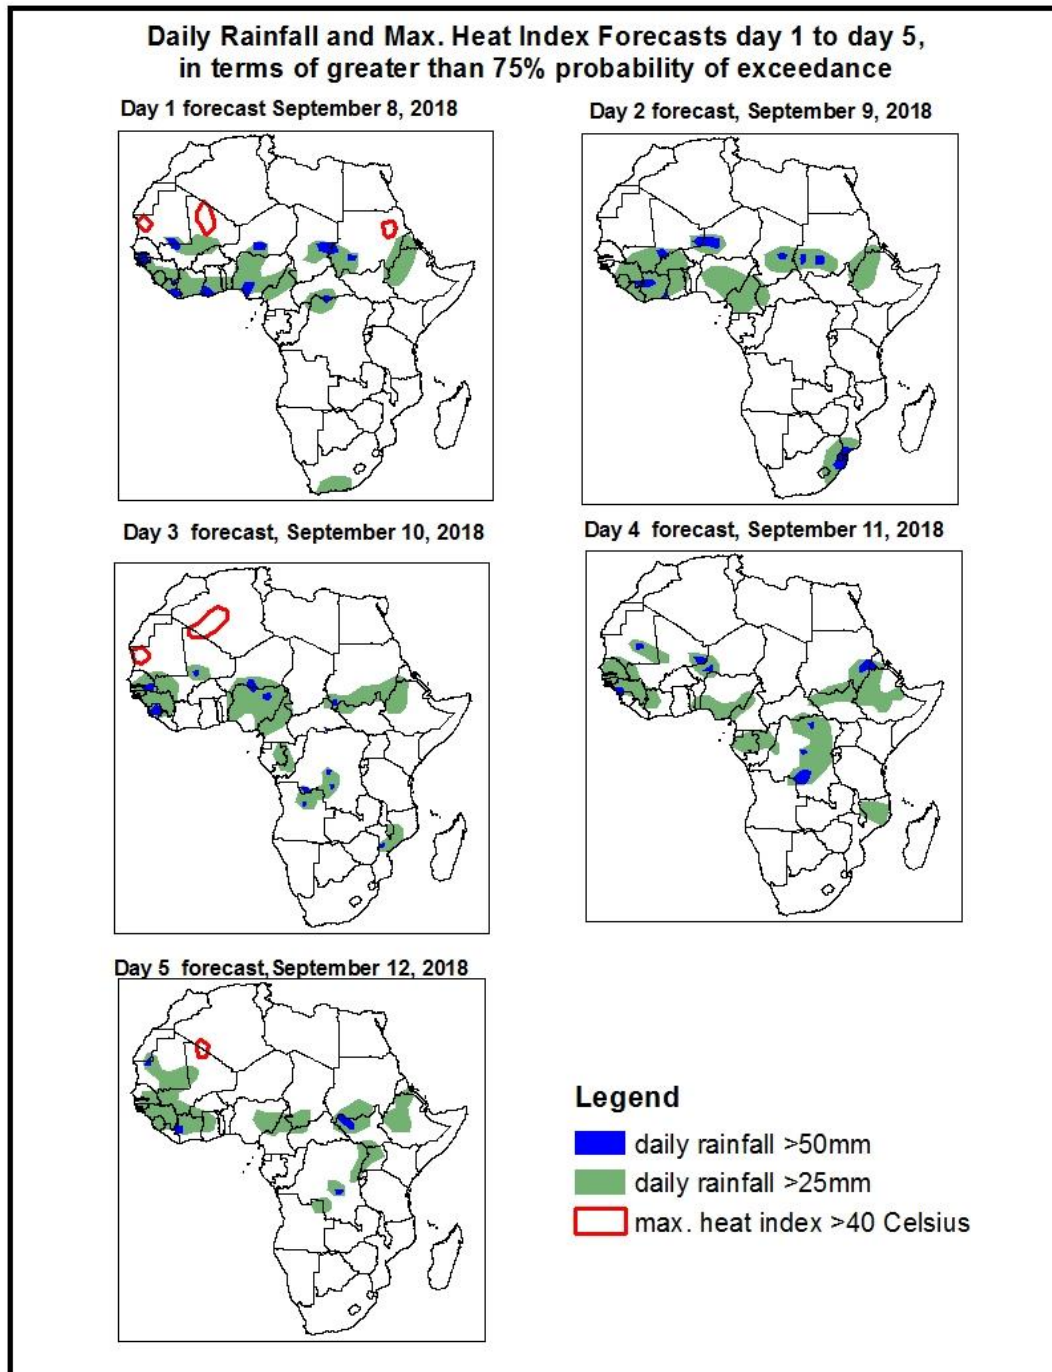 Daily Rainfall and Max. Heat Index Forecasts day 1 to day 5,
in terms of greater than 75% probability of exceedance
Day 1 forecast September 8, 2018
Day 2 forecast, September 9, 2018
Day 3 forecast, September 10, 2018
Day 4 forecast, September 11, 2018
Day 5 forecast, September 12, 2018
Legend
daily rainfall >50mm
daily rainfall >25mm
max. heat index >40 Celsius